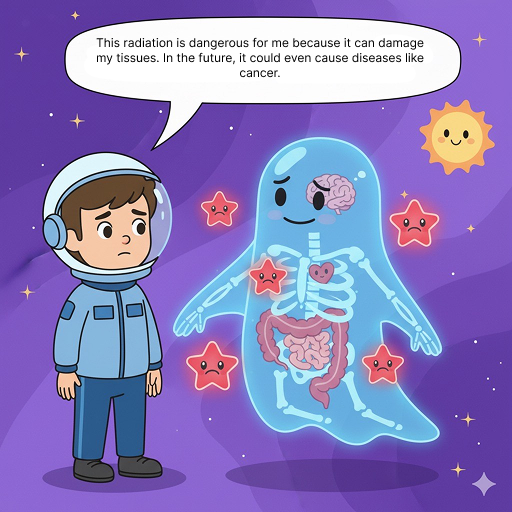 This radiation is dangerous for me because it can damage
my tissues. In the future, it could even cause diseases like
cancer.